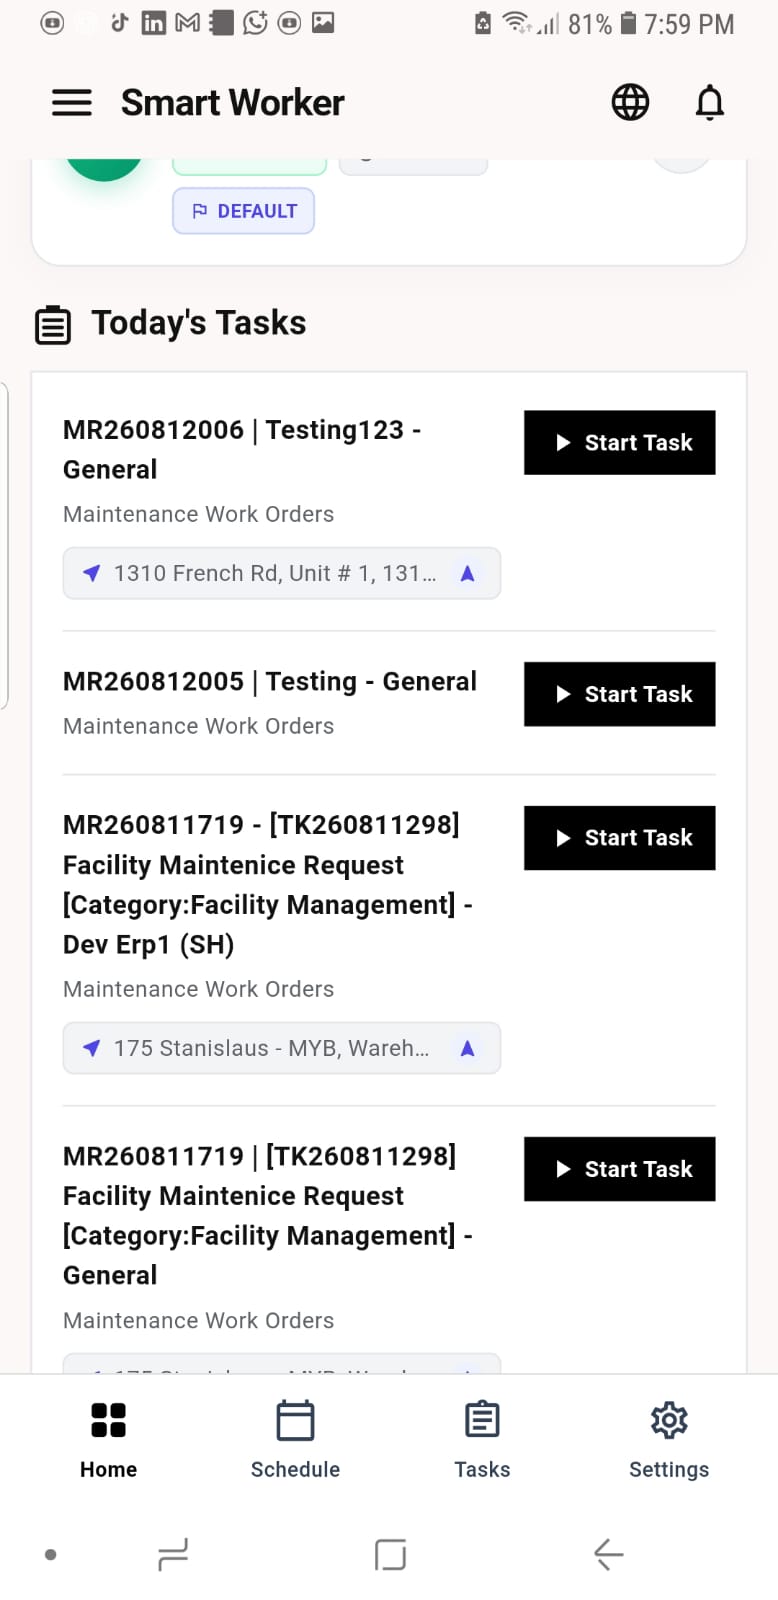 81% 7:59 PM
Smart Worker
DEFAULT
Today's Tasks
MR260812006 | Testing123 -
General
Start Task
Maintenance Work Orders
1310 French Rd, Unit # 1, 131...
MR260812005 | Testing - General
Start Task
Maintenance Work Orders
MR260811719 - [TK260811298]
Facility Maintenice Request
[Category:Facility Management] -
Dev Erp1 (SH)
Start Task
Maintenance Work Orders
175 Stanislaus - MYB, Wareh...
MR260811719 | [TK260811298]
Facility Maintenice Request
[Category:Facility Management] -
General
Start Task
Maintenance Work Orders
Home
Schedule
Tasks
Settings